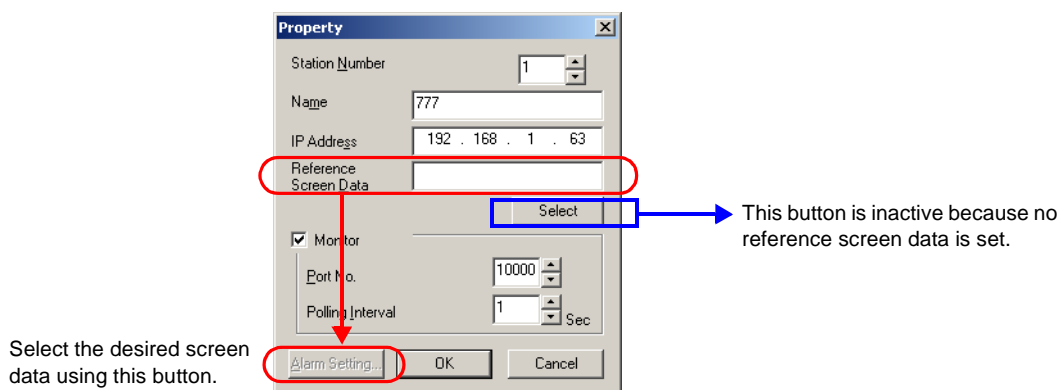 Property
Station Number
1
Name
777
IP Address
192 . 168 . 1 . 63
Reference
Screen Data
Select
This button is inactive because no
reference screen data is set.
Monitor
Port No.
10000
Polling Interval
1
Sec
Select the desired screen
data using this button.
Alarm Setting...
OK
Cancel